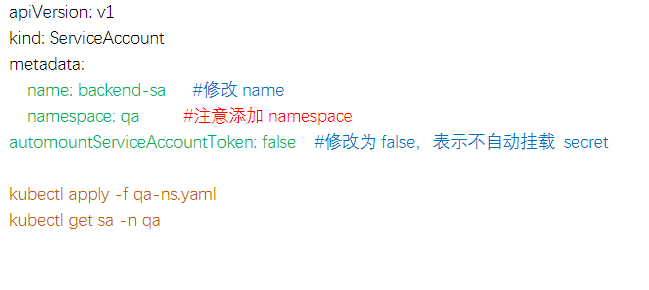 apiVersion: v1
kind: ServiceAccount
metadata:
name: backend-sa #修改 name
namespace: qa #注意添加 namespace
automountServiceAccountToken: false #修改为 false，表示不自动挂载 secret
kubectl apply -f qa-ns.yaml
kubectl get sa -n qa